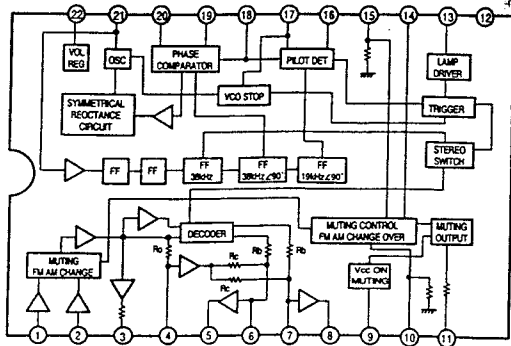 22 21 20 19 18 17 16 15 14 13 12
VOL
REG
OSC
PHASE
COMPARATOR
PILOT DET
LAMP
DRIVER
SYMMETRICAL
REOCTANCE
CIRCUIT
VCO STOP
TRIGGER
FF
FF
FF
38kHz
FF
38kHz∠90°
FF
19kHz∠90°
STEREO
SWITCH
DECODER
MUTING CONTROL
FM AM CHANGE OVER
MUTING
OUTPUT
MUTING
FM AM CHANGE
Ro
Rc
Rb
Rb
Rc
Vcc ON
MUTING
1 2 3 4 5 6 7 8 9 10 11